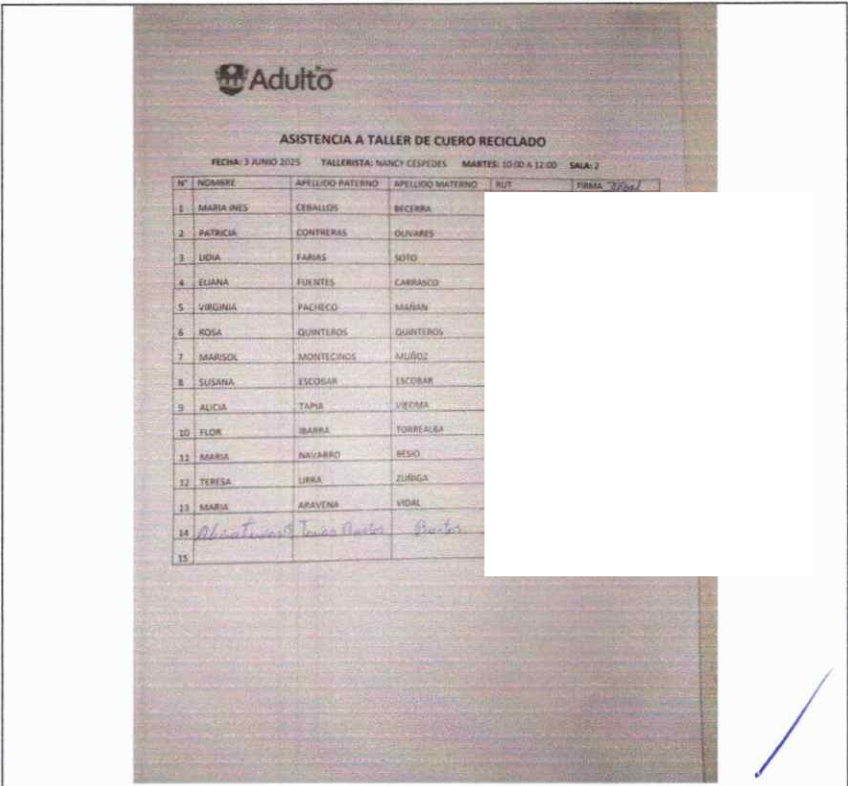 Adulto
ASISTENCIA A TALLER DE CUERO RECICLADO
FECHA: 3 JUNIO 2025 TALLERISTA: NANCY CESPEDES MARTES: 10:00 A 12:00 SALA: 2
N° NOMBRE APELLIDO PATERNO APELLIDO MATERNO RUT FIRMA
1 MARIA INES CEBALLOS BECERRA
2 PATRICIA CONTRERAS OLIVARES
3 LIDIA FARIAS SOTO
4 ELIANA FUENTES CARRASCO
5 VIRGINIA PACHECO MAÑAN
6 ROSA QUINTEROS QUINTEROS
7 MARISOL MONTECINOS MUÑOZ
8 SUSANA ESCOBAR ESCOBAR
9 ALICIA TAPIA VIEDMA
10 FLOR IBARRA TORREALBA
11 MARIA NAVARRO BESIO
12 TERESA URRA ZUÑIGA
13 MARIA ARAVENA VIDAL
14
15